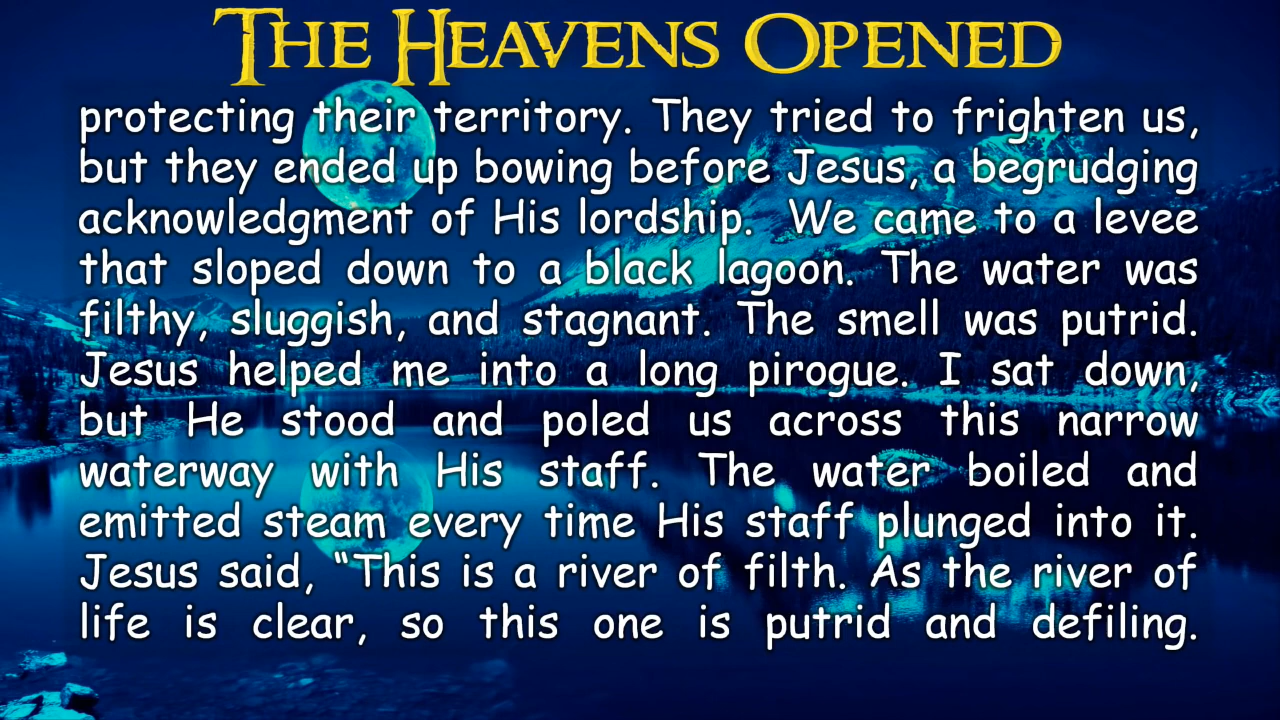 THE HEAVENS OPENED
protecting their territory. They tried to frighten us,
but they ended up bowing before Jesus, a begrudging
acknowledgment of His lordship. We came to a levee
that sloped down to a black lagoon. The water was
filthy, sluggish, and stagnant. The smell was putrid.
Jesus helped me into a long pirogue. I sat down,
but He stood and poled us across this narrow
waterway with His staff. The water boiled and
emitted steam every time His staff plunged into it.
Jesus said, “This is a river of filth. As the river of
life is clear, so this one is putrid and defiling.